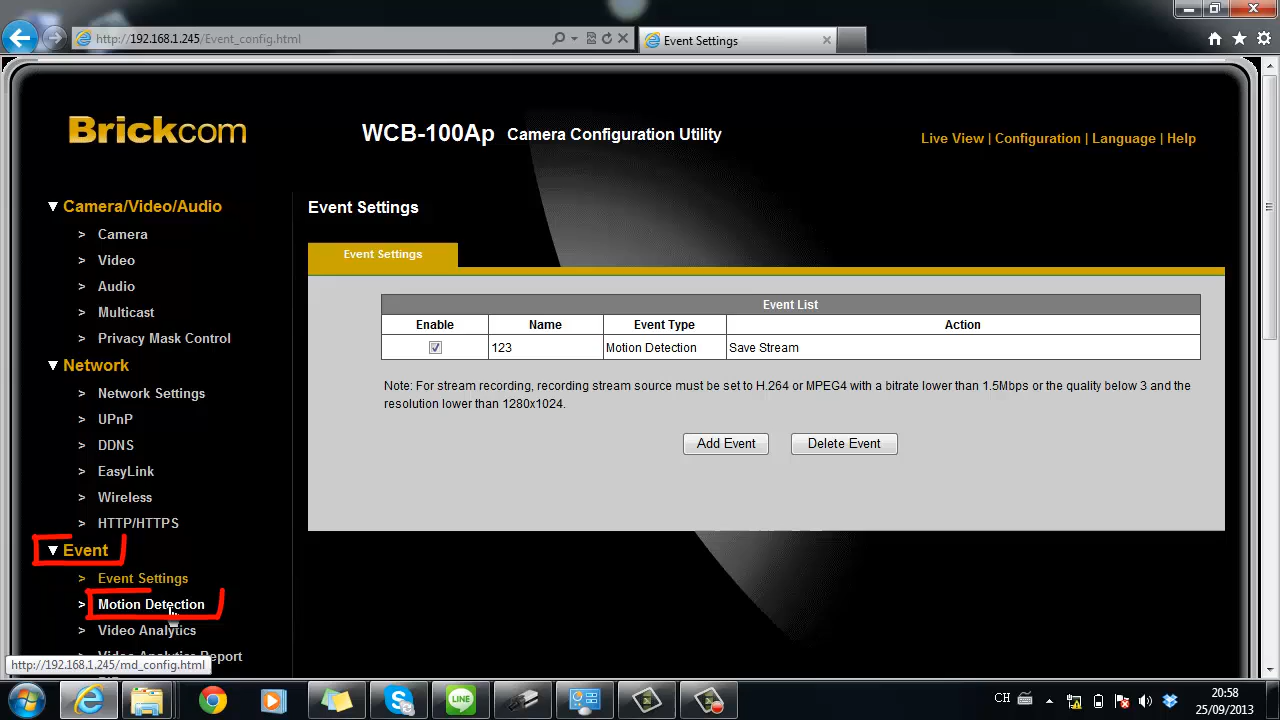 http://192.168.1.245/Event_config.html
Event Settings
Brickcom
WCB-100Ap Camera Configuration Utility
Live View | Configuration | Language | Help
Camera/Video/Audio
> Camera
> Video
> Audio
> Multicast
> Privacy Mask Control
Network
> Network Settings
> UPnP
> DDNS
> EasyLink
> Wireless
> HTTP/HTTPS
Event
> Event Settings
> Motion Detection
> Video Analytics
Video Analytics Report
Event Settings
Event Settings
Event List
Enable Name Event Type Action
123 Motion Detection Save Stream
Note: For stream recording, recording stream source must be set to H.264 or MPEG4 with a bitrate lower than 1.5Mbps or the quality below 3 and the
resolution lower than 1280x1024.
Add Event Delete Event
http://192.168.1.245/md_config.html
LINE
CH
20:58
25/09/2013